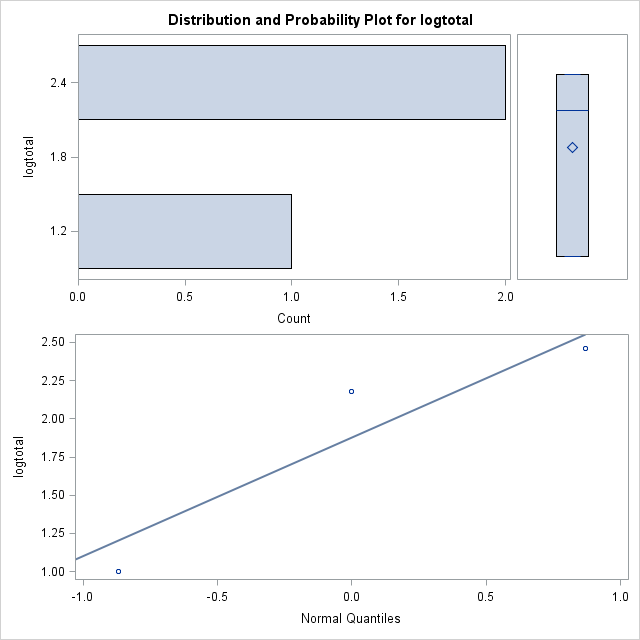 Distribution and Probability Plot for logtotal
logtotal
2.4
1.8
1.2
0.0 0.5 1.0 1.5 2.0
Count
logtotal
2.50
2.25
2.00
1.75
1.50
1.25
1.00
-1.0 -0.5 0.0 0.5 1.0
Normal Quantiles